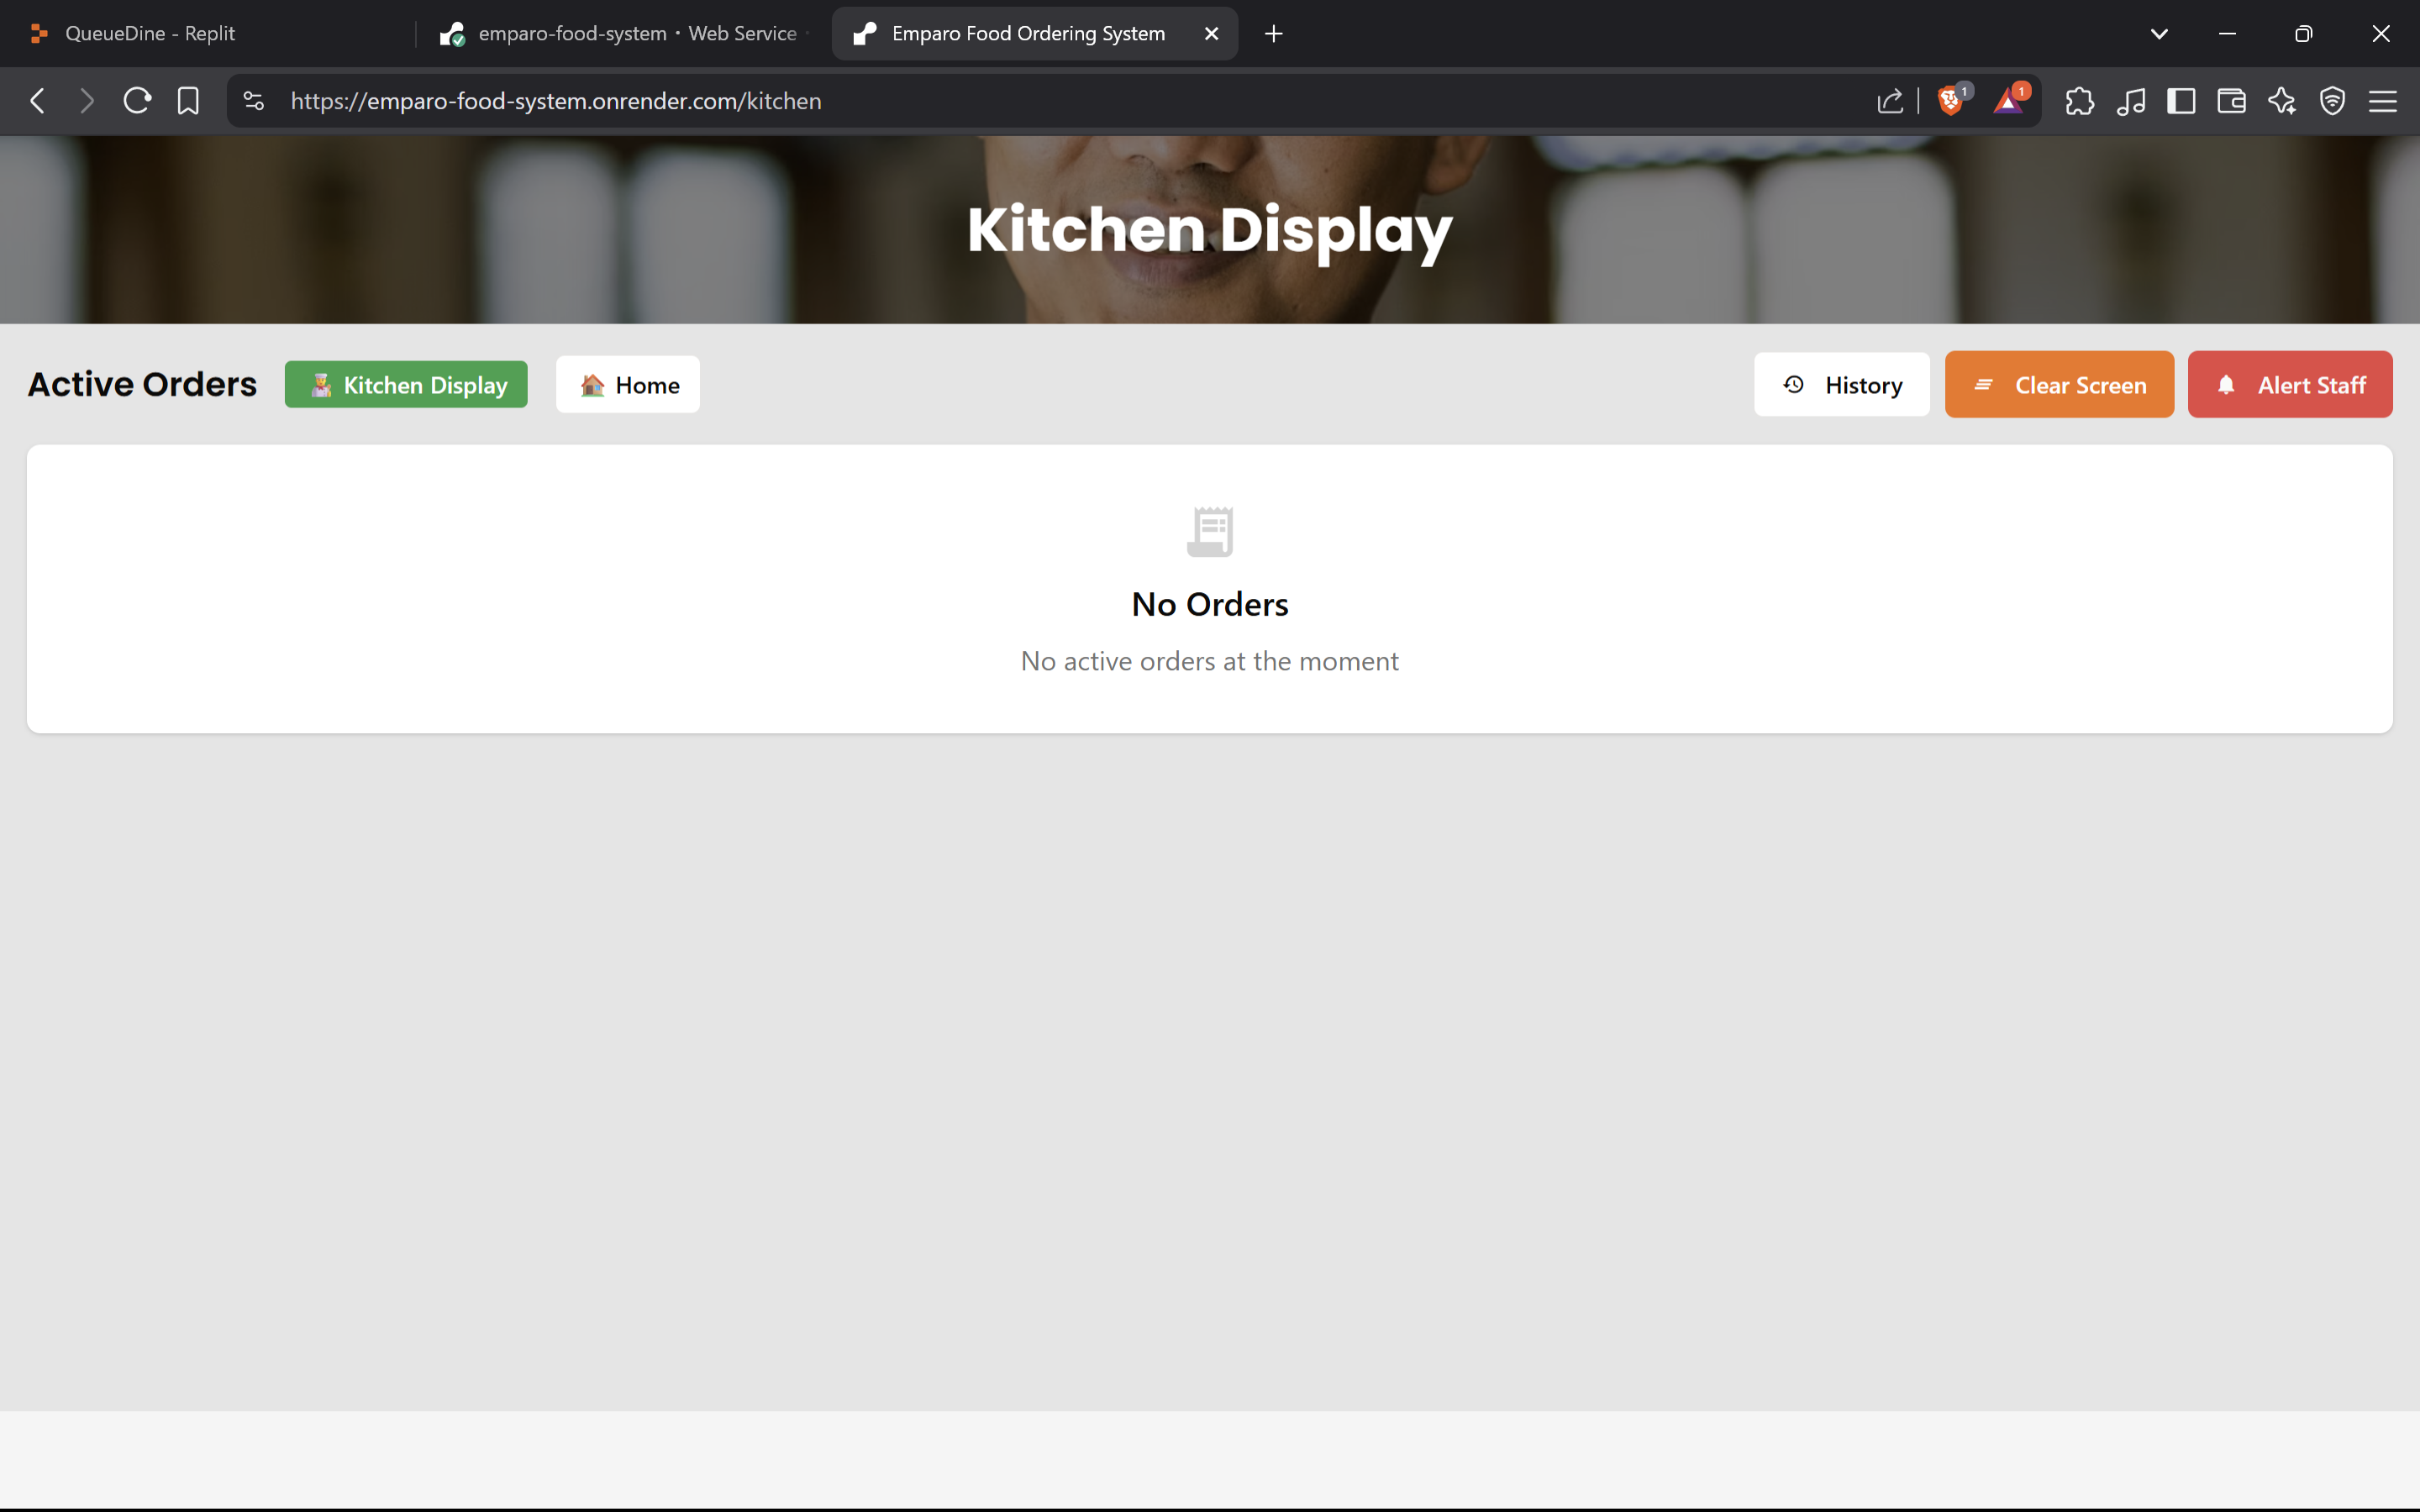 QueueDine - Replit
emparo-food-system • Web Service
Emparo Food Ordering System
https://emparo-food-system.onrender.com/kitchen
1
1
Kitchen Display
Active Orders
Kitchen Display
Home
History
Clear Screen
Alert Staff
No Orders
No active orders at the moment